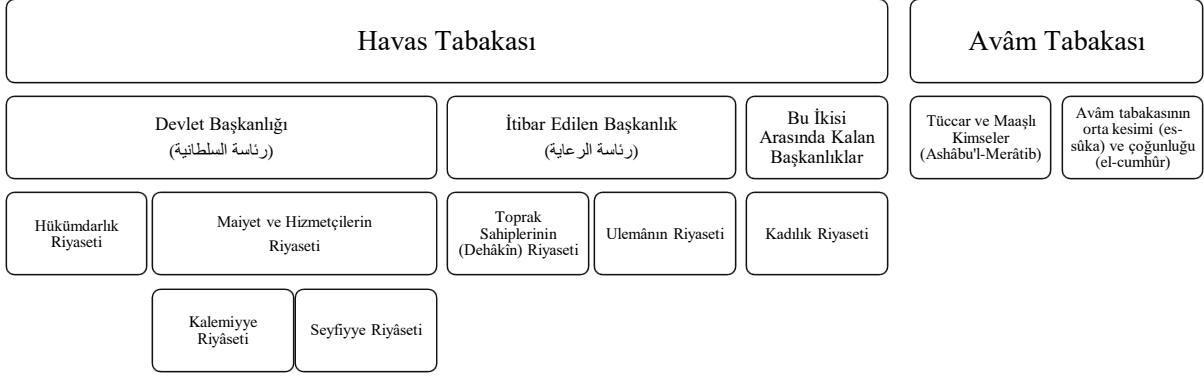 Havas Tabakası
Avâm Tabakası
Devlet Başkanlığı
(رئاسة السلطانية)
İtibar Edilen Başkanlık
(رئاسة الرعاية)
Bu İkisi
Arasında Kalan
Başkanlıklar
Tüccar ve Maaşlı
Kimseler
(Ashâbu'l-Merâtib)
Avâm tabakasının
orta kesimi (es-
sûka) ve çoğunluğu
(el-cumhûr)
Hükümdarlık
Riyaseti
Maiyet ve Hizmetçilerin
Riyaseti
Toprak
Sahiplerinin
(Dehâkîn) Riyaseti
Ulemânın Riyaseti
Kadılık Riyaseti
Kalemiyye
Riyâseti
Seyfiyye Riyâseti